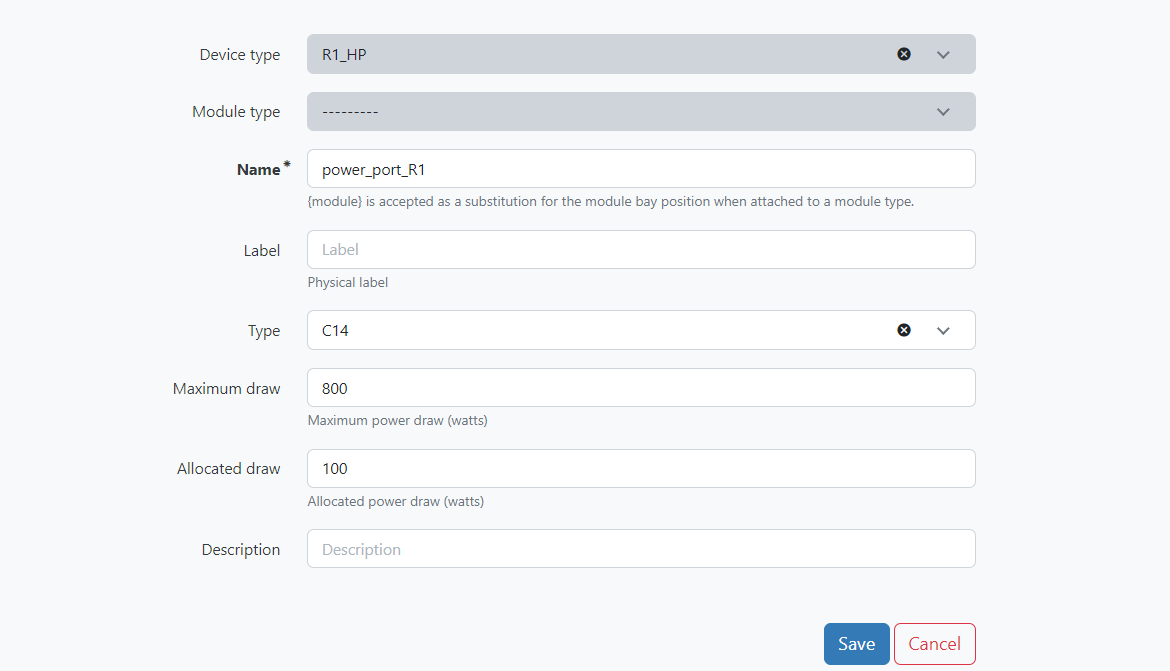 Device type R1_HP
Module type ---------
Name * power_port_R1
{module} is accepted as a substitution for the module bay position when attached to a module type.
Label Label
Physical label
Type C14
Maximum draw 800
Maximum power draw (watts)
Allocated draw 100
Allocated power draw (watts)
Description Description
Save Cancel